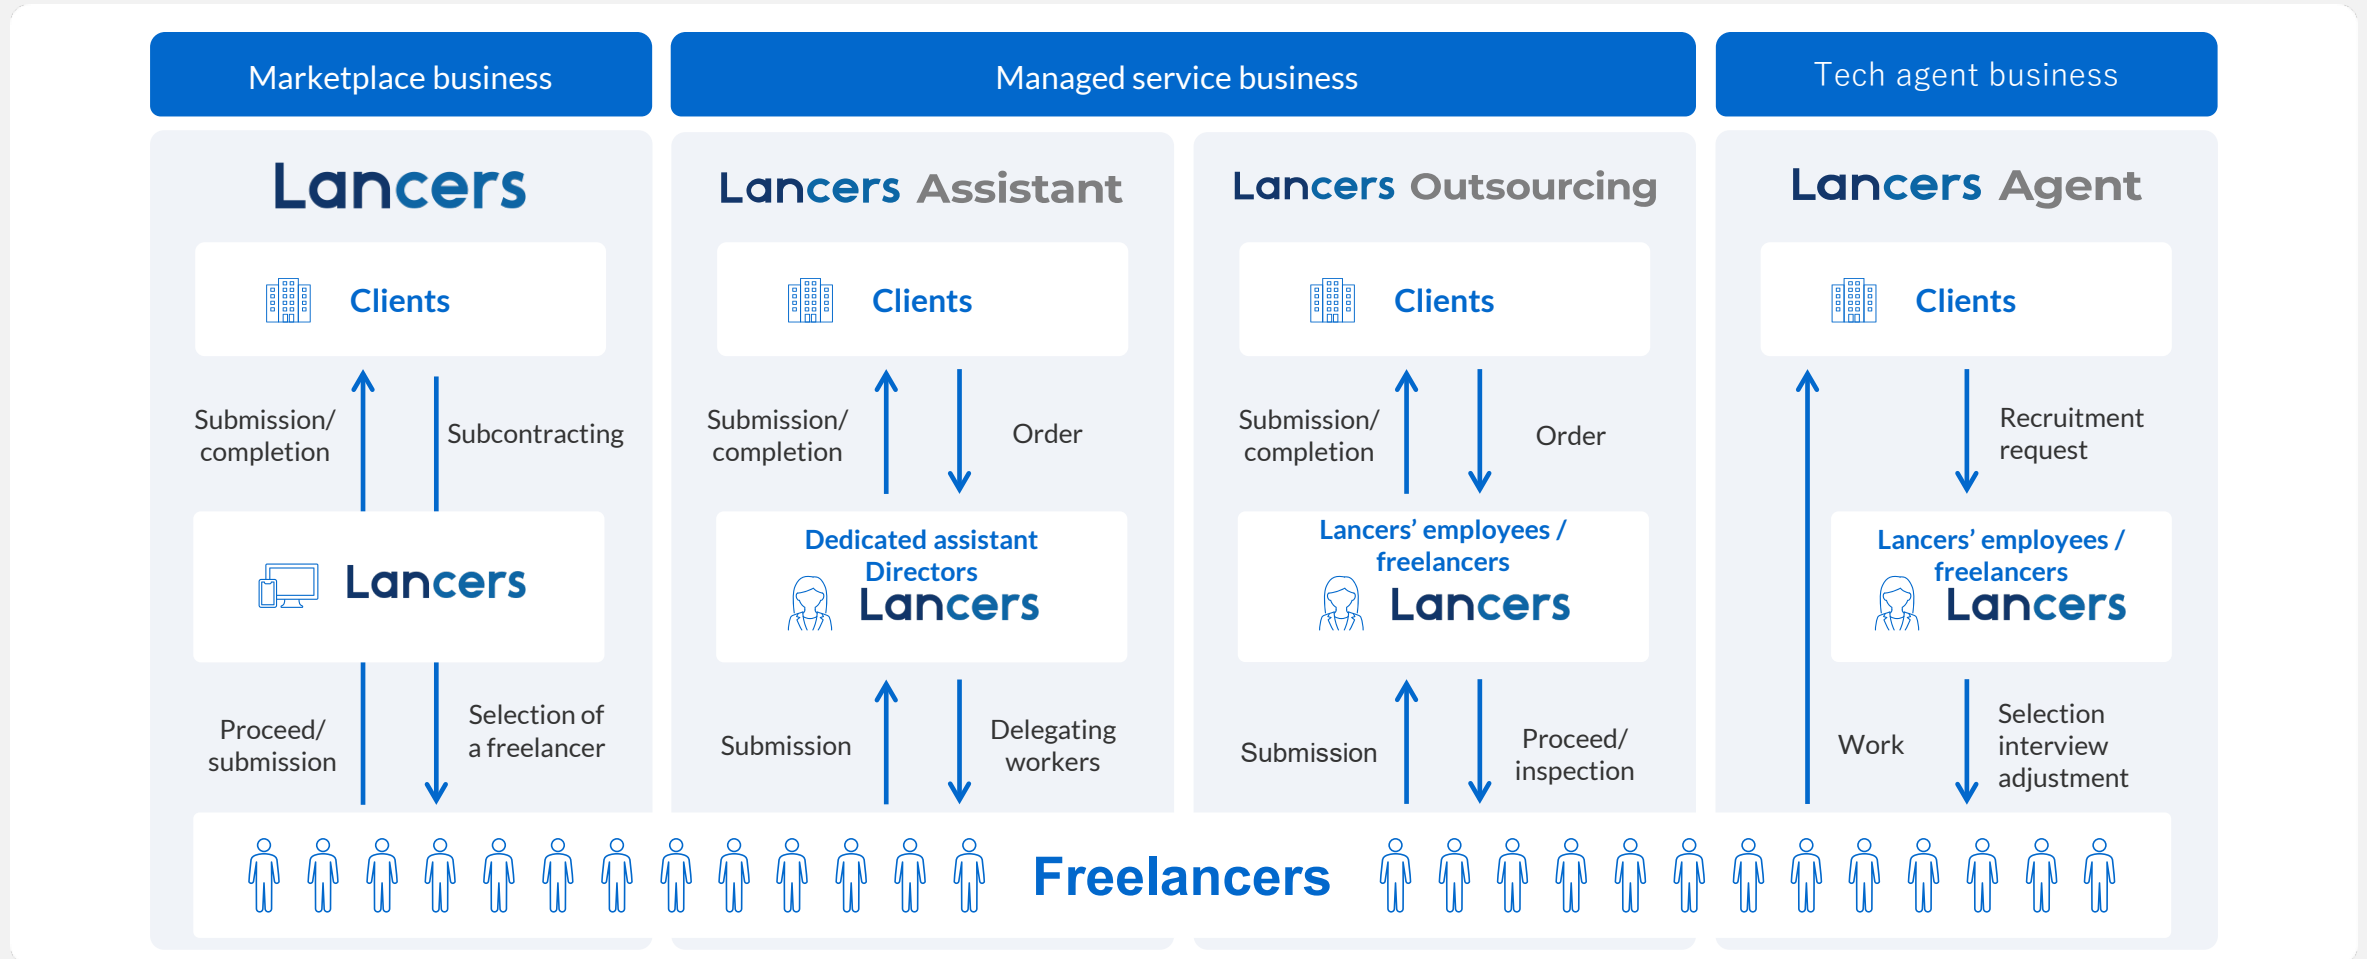 Marketplace business
Managed service business
Tech agent business
Lancers
Clients
Submission/
completion
Subcontracting
Lancers
Proceed/
submission
Selection of
a freelancer
Lancers Assistant
Clients
Submission/
completion
Order
Dedicated assistant
Directors
Lancers
Submission
Delegating
workers
Lancers Outsourcing
Clients
Submission/
completion
Order
Lancers’ employees /
freelancers
Lancers
Submission
Proceed/
inspection
Lancers Agent
Clients
Recruitment
request
Lancers’ employees /
freelancers
Lancers
Work
Selection
interview
adjustment
Freelancers